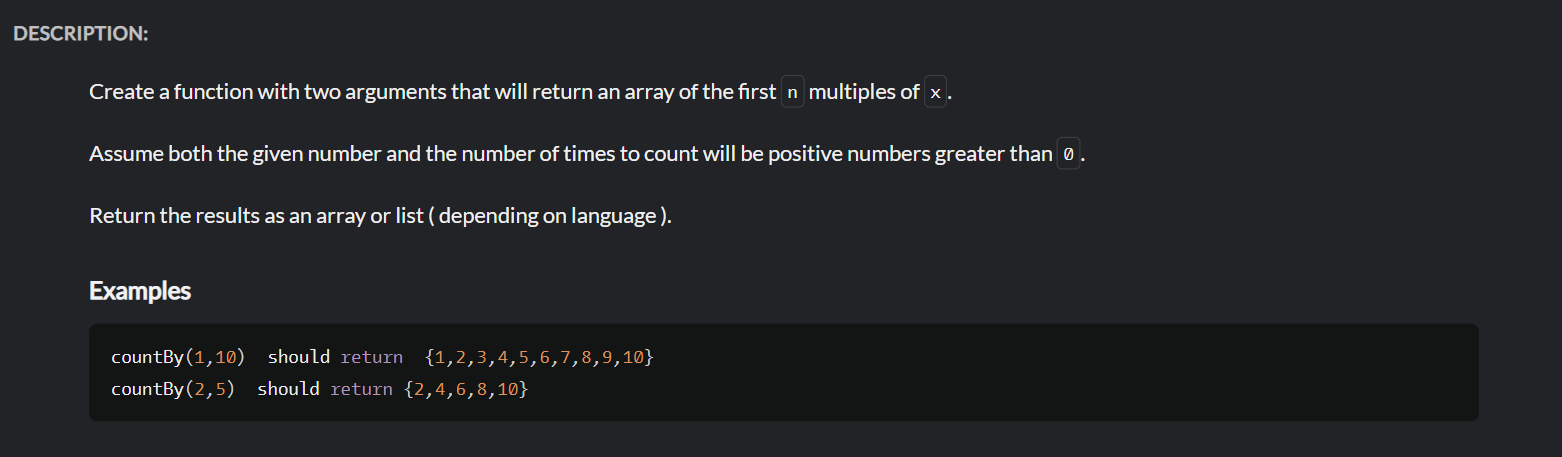 DESCRIPTION:
Create a function with two arguments that will return an array of the first n multiples of x.
Assume both the given number and the number of times to count will be positive numbers greater than 0.
Return the results as an array or list ( depending on language ).
Examples
countBy(1,10)  should return  {1,2,3,4,5,6,7,8,9,10}
countBy(2,5)  should return {2,4,6,8,10}